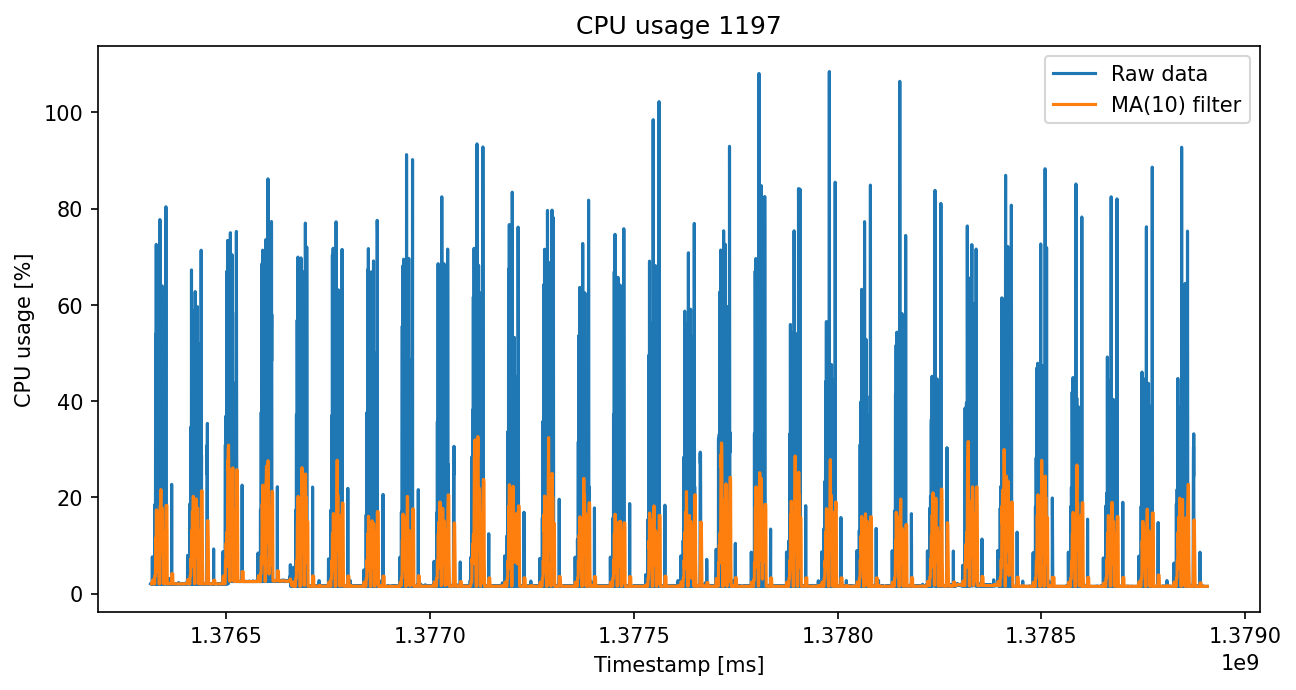 CPU usage 1197
Raw data
MA(10) filter
CPU usage [%]
100
80
60
40
20
0
1.3765 1.3770 1.3775 1.3780 1.3785 1.3790
1e9
Timestamp [ms]